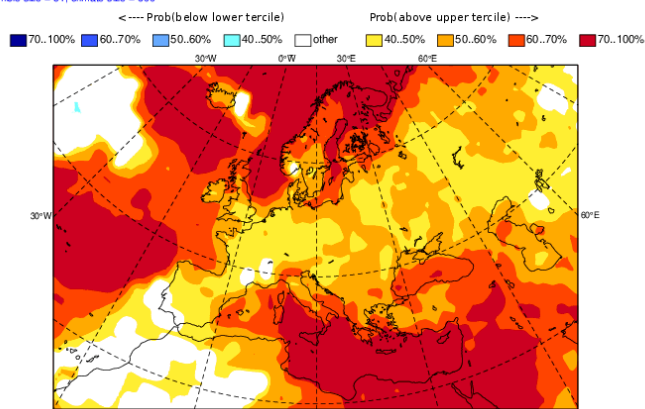 <---- Prob(below lower tercile) Prob(above upper tercile) ---->
70..100% 60..70% 50..60% 40..50% other 40..50% 50..60% 60..70% 70..100%
30°W 0°W 30°E 60°E
30°W 60°E